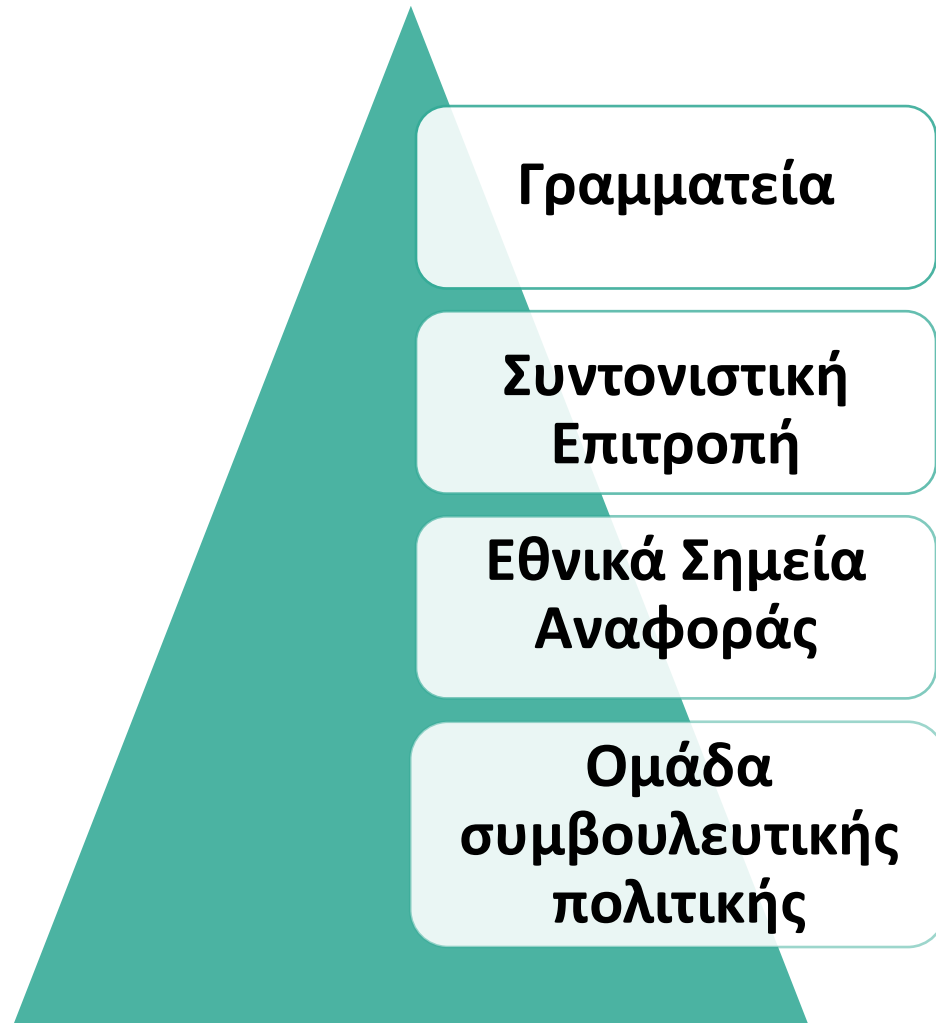 Γραμματεία
Συντονιστική
Επιτροπή
Εθνικά Σημεία
Αναφοράς
Ομάδα
συμβουλευτικής
πολιτικής